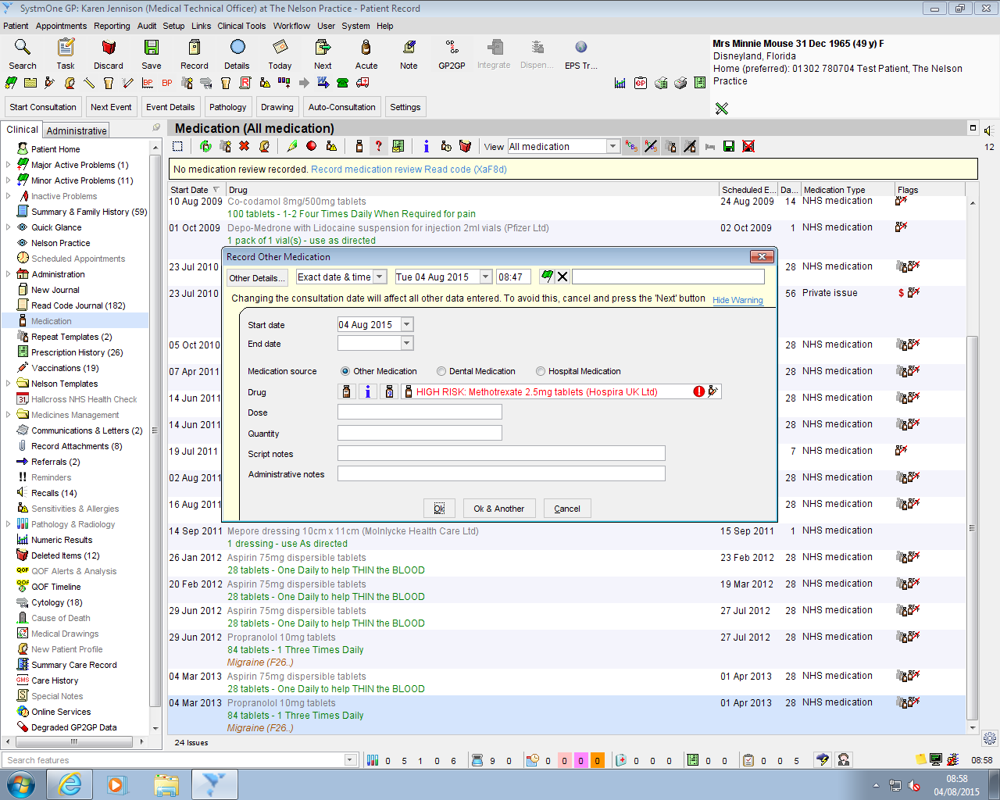 SystmOne GP: Karen Jennison (Medical Technical Officer) at The Nelson Practice - Patient Record
Patient Appointments Reporting Audit Setup Links Clinical Tools Workflow User System Help
Search Task Discard Save Record Details Today Next Acute Note GP2GP Integrate Dispen... EPS Tr...
Mrs Minnie Mouse 31 Dec 1965 (49 y) F
Disneyland, Florida
Home (preferred): 01302 780704 Test Patient, The Nelson
Practice
Start Consultation Next Event Event Details Pathology Drawing Auto-Consultation Settings
Clinical Administrative
Patient Home
Major Active Problems (1)
Minor Active Problems (11)
Inactive Problems
Summary & Family History (59)
Quick Glance
Nelson Practice
Scheduled Appointments
Administration
New Journal
Read Code Journal (182)
Medication
Repeat Templates (2)
Prescription History (26)
Vaccinations (19)
Nelson Templates
Hallcross NHS Health Check
Medicines Management
Communications & Letters (2)
Record Attachments (8)
Referrals (2)
Reminders
Recalls (14)
Sensitivities & Allergies
Pathology & Radiology
Numeric Results
Deleted Items (12)
QOF Alerts & Analysis
QOF Timeline
Cytology (18)
Cause of Death
Medical Drawings
New Patient Profile
Summary Care Record
Care History
Special Notes
Online Services
Degraded GP2GP Data
Medication (All medication)
View All medication
12
No medication review recorded. Record medication review Read code (XaF8d)
Start Date Drug Scheduled E... Da... Medication Type Flags
10 Aug 2009 Co-codamol 8mg/500mg tablets 24 Aug 2009 14 NHS medication
100 tablets - 1-2 Four Times Daily When Required for pain
01 Oct 2009 Depo-Medrone with Lidocaine suspension for injection 2ml vials (Pfizer Ltd) 02 Oct 2009 1 NHS medication
1 pack of 1 vial(s) - use as directed
23 Jul 2010 28 NHS medication
23 Jul 2010 56 Private issue
05 Oct 2010 28 NHS medication
07 Apr 2011 28 NHS medication
14 Jun 2011 28 NHS medication
14 Jun 2011 28 NHS medication
19 Jul 2011 7 NHS medication
02 Aug 2011 28 NHS medication
16 Aug 2011 28 NHS medication
14 Sep 2011 Mepore dressing 10cm x 11cm (Molnlycke Health Care Ltd) 15 Sep 2011 1 NHS medication
1 dressing - use As directed
26 Jan 2012 Aspirin 75mg dispersible tablets 23 Feb 2012 28 NHS medication
28 tablets - One Daily to help THIN the BLOOD
20 Feb 2012 Aspirin 75mg dispersible tablets 19 Mar 2012 28 NHS medication
28 tablets - One Daily to help THIN the BLOOD
29 Jun 2012 Aspirin 75mg dispersible tablets 27 Jul 2012 28 NHS medication
28 tablets - One Daily to help THIN the BLOOD
29 Jun 2012 Propranolol 10mg tablets 27 Jul 2012 28 NHS medication
84 tablets - 1 Three Times Daily
Migraine (F26..)
04 Mar 2013 Aspirin 75mg dispersible tablets 01 Apr 2013 28 NHS medication
28 tablets - One Daily to help THIN the BLOOD
04 Mar 2013 Propranolol 10mg tablets 01 Apr 2013 28 NHS medication
84 tablets - 1 Three Times Daily
Migraine (F26..)
24 Issues
Record Other Medication
Other Details... Exact date & time Tue 04 Aug 2015 08:47
Changing the consultation date will affect all other data entered. To avoid this, cancel and press the 'Next' button Hide Warning
Start date 04 Aug 2015
End date
Medication source Other Medication Dental Medication Hospital Medication
Drug HIGH RISK: Methotrexate 2.5mg tablets (Hospira UK Ltd)
Dose
Quantity
Script notes
Administrative notes
Ok Ok & Another Cancel
Search features 0 5 1 0 6 9 0 0 0 0 0 0 0 0 0 0 0 0 5 08:58
08:58
04/08/2015